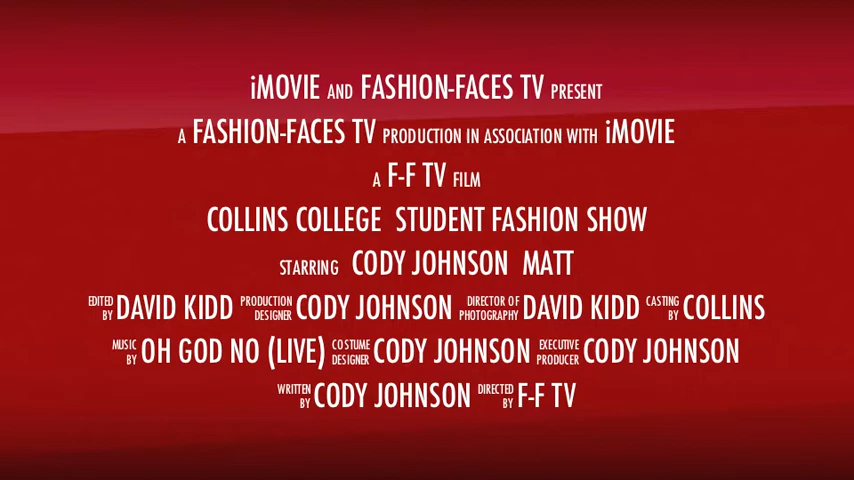 iMOVIE AND FASHION-FACES TV PRESENT
A FASHION-FACES TV PRODUCTION IN ASSOCIATION WITH iMOVIE
A F-F TV FILM
COLLINS COLLEGE STUDENT FASHION SHOW
STARRING CODY JOHNSON MATT
EDITED BY DAVID KIDD PRODUCTION DESIGNER CODY JOHNSON DIRECTOR OF PHOTOGRAPHY DAVID KIDD CASTING BY COLLINS
MUSIC BY OH GOD NO (LIVE) COSTUME DESIGNER CODY JOHNSON EXECUTIVE PRODUCER CODY JOHNSON
WRITTEN BY CODY JOHNSON DIRECTED BY F-F TV